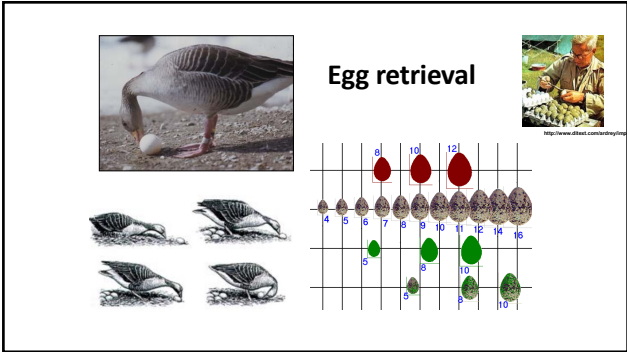 Egg retrieval
http://www.ditext.com/ardrey/imp
8 10 12
4 5 6 7 8 9 10 11 12 14 16
5 8 10
5 8 10